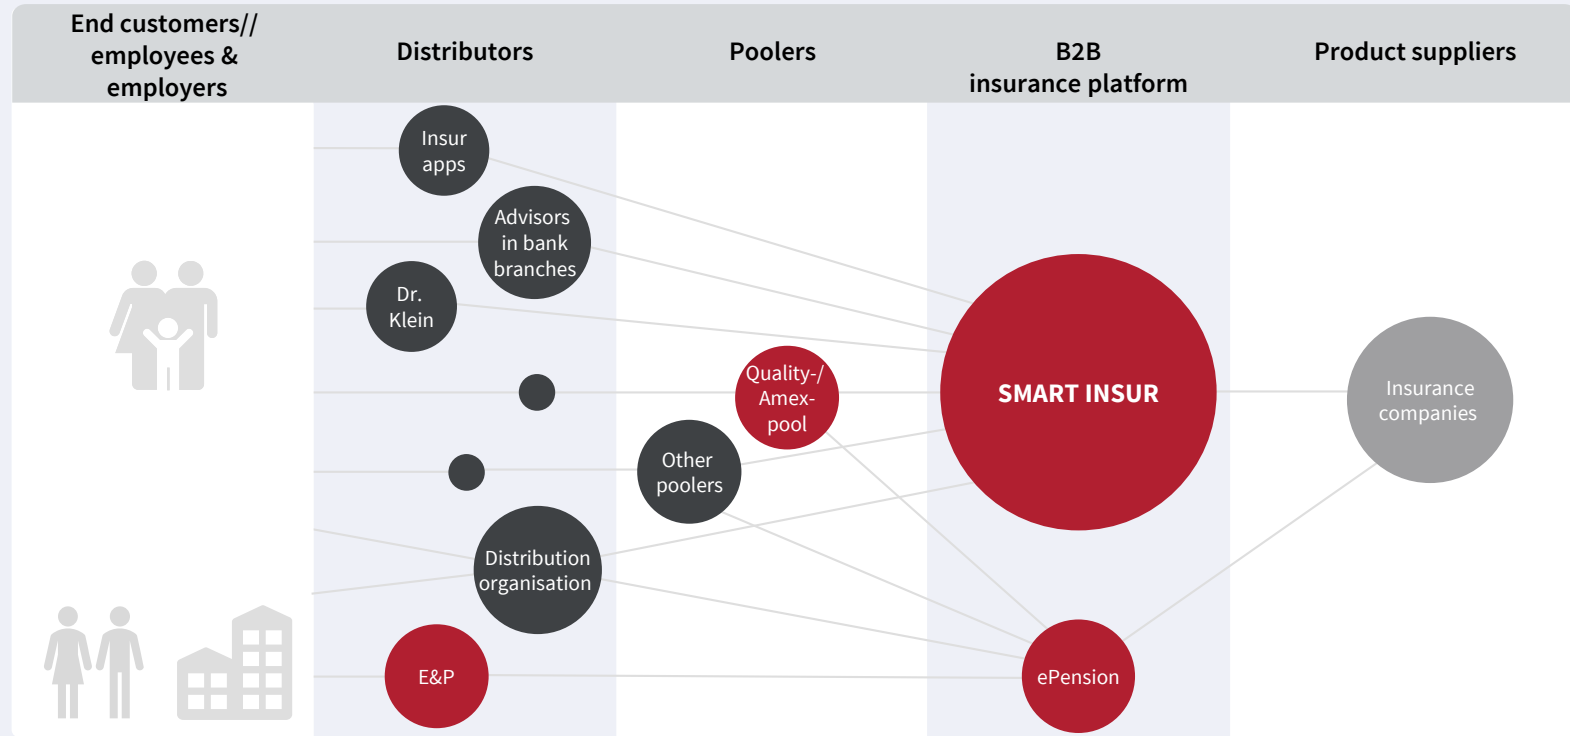 End customers//
employees &
employers
Distributors
Poolers
B2B
insurance platform
Product suppliers
Insur
apps
Advisors
in bank
branches
Dr.
Klein
Quality-/
Amex-
pool
SMART INSUR
Insurance
companies
Other
poolers
Distribution
organisation
E&P
ePension